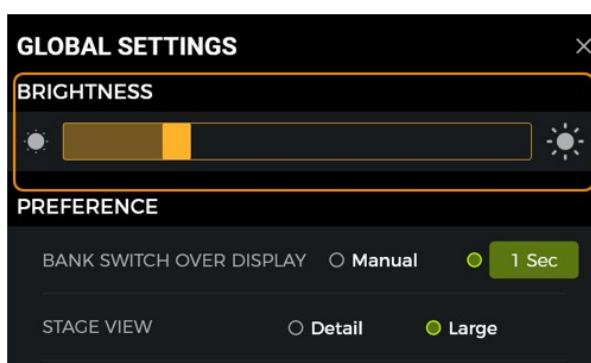 GLOBAL SETTINGS
BRIGHTNESS
PREFERENCE
BANK SWITCH OVER DISPLAY Manual 1 Sec
STAGE VIEW Detail Large